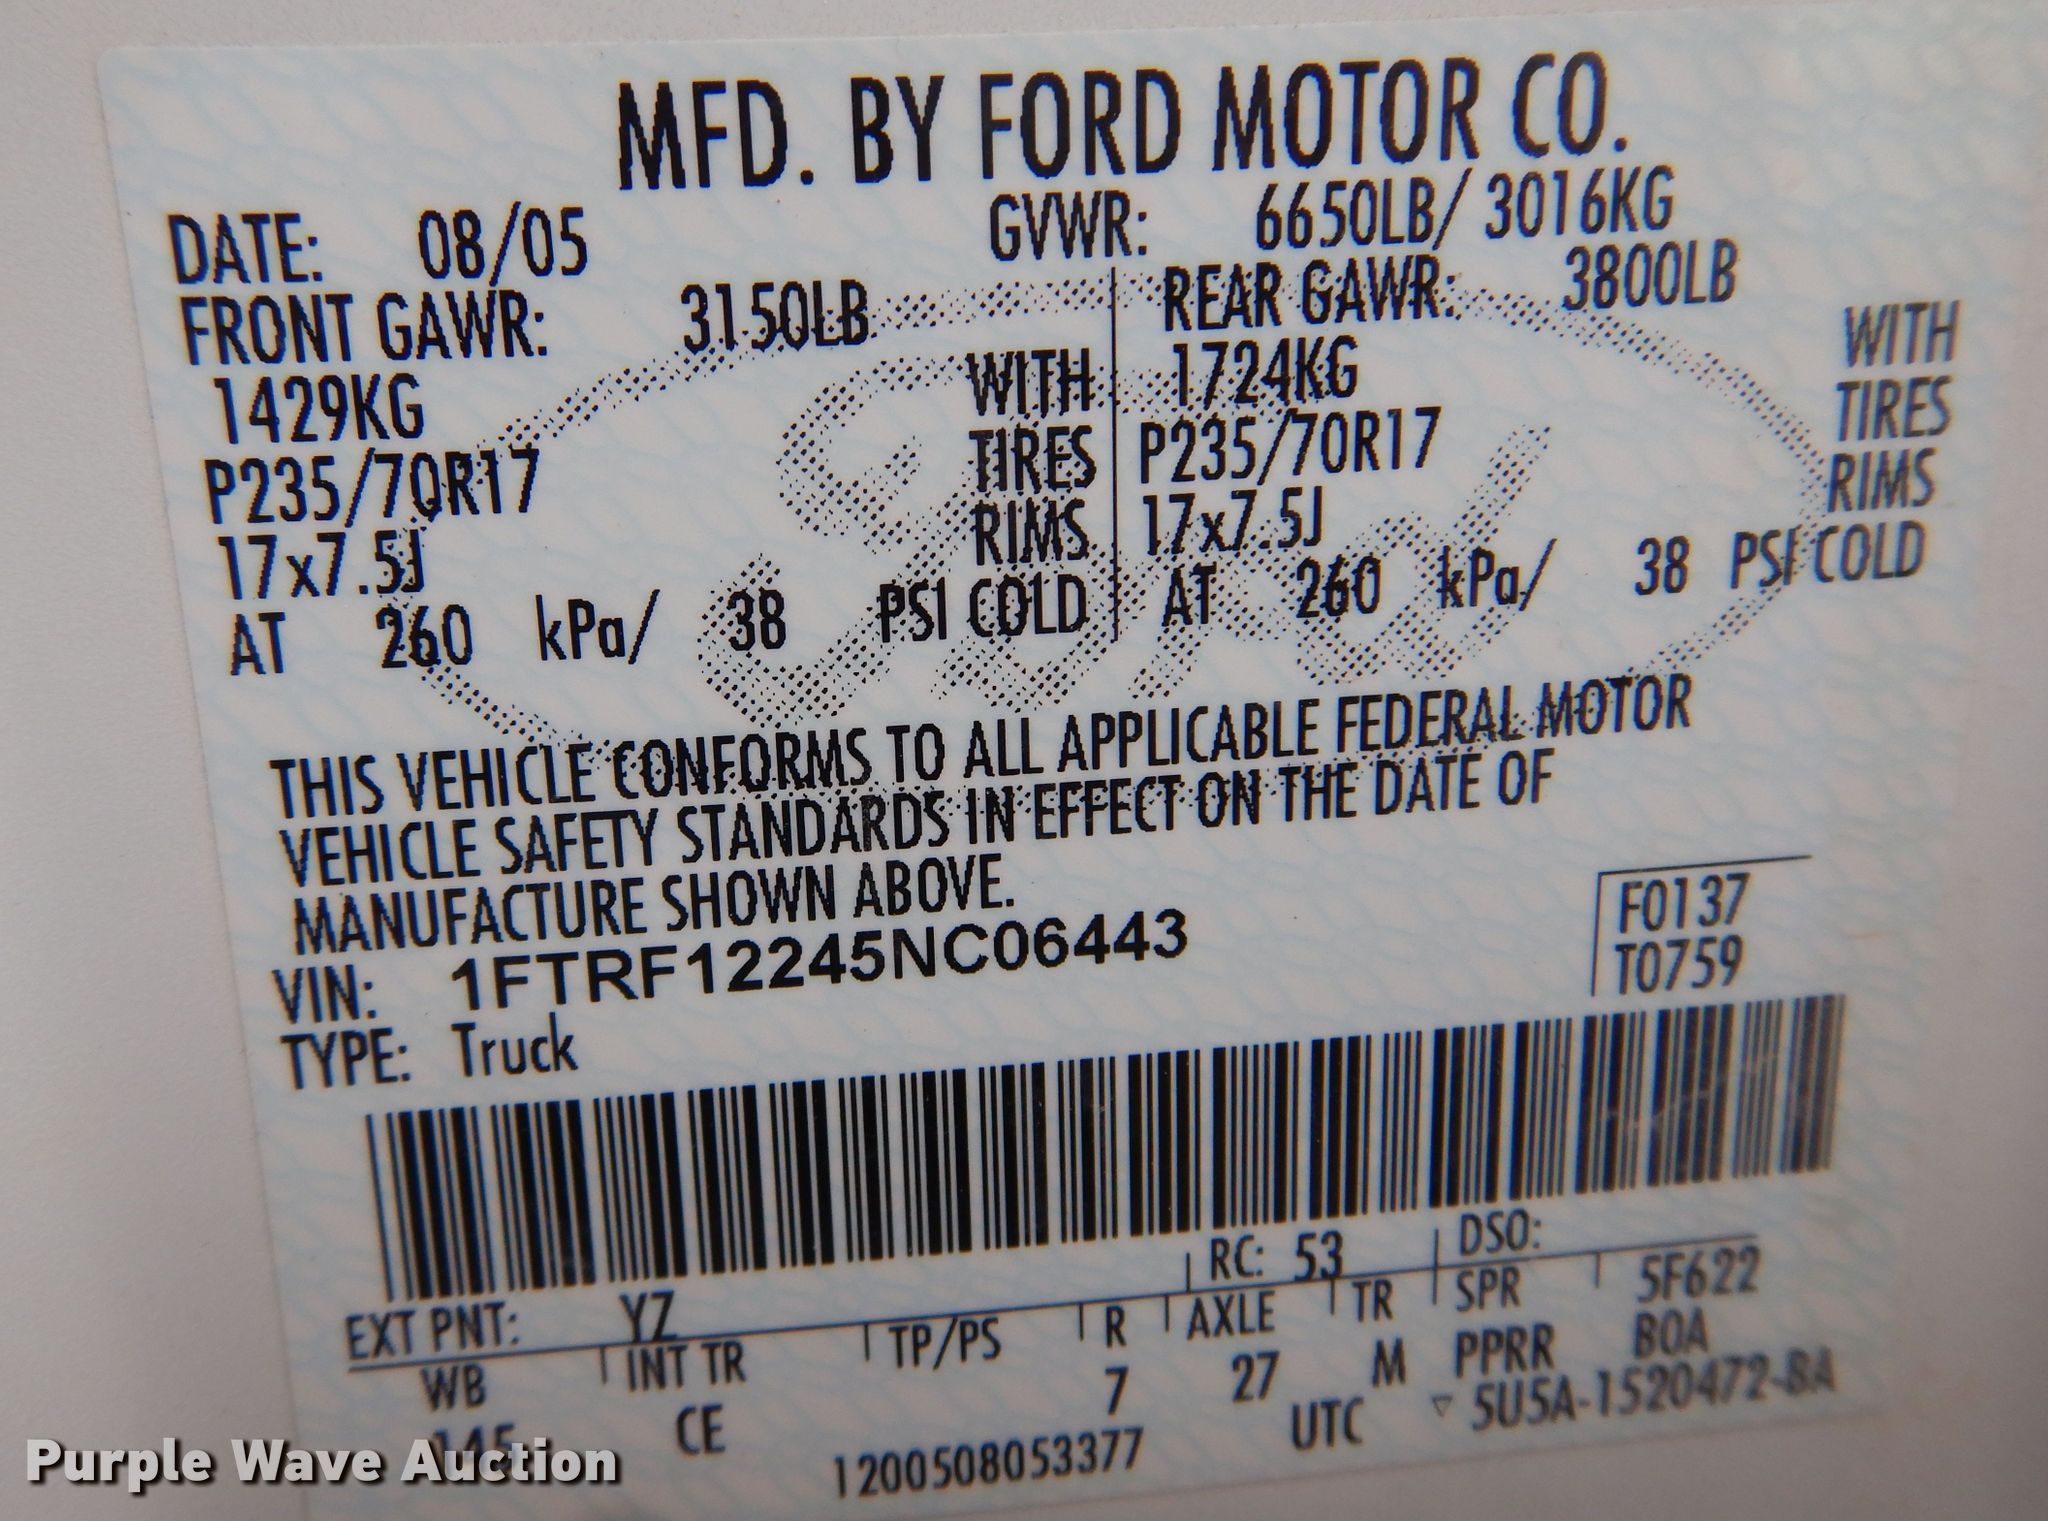 MFD. BY FORD MOTOR CO.
DATE: 08/05 GVWR: 6650LB/ 3016KG
FRONT GAWR: 3150LB REAR GAWR: 3800LB
1429KG WITH 1724KG WITH
P235/70R17 TIRES P235/70R17 TIRES
17x7.5J RIMS 17x7.5J RIMS
AT 260 kPa/ 38 PSI COLD AT 260 kPa/ 38 PSI COLD
THIS VEHICLE CONFORMS TO ALL APPLICABLE FEDERAL MOTOR
VEHICLE SAFETY STANDARDS IN EFFECT ON THE DATE OF
MANUFACTURE SHOWN ABOVE.
VIN: 1FTRF12245NC06443
TYPE: Truck
F0137
T0759
EXT PNT: YZ RC: 53 DSO:
WB INT TR TP/PS R AXLE TR SPR 5F622
145 CE 7 27 M PPRR BOA
1200508053377 UTC ▽ 5U5A-1520472-BA
Purple Wave Auction